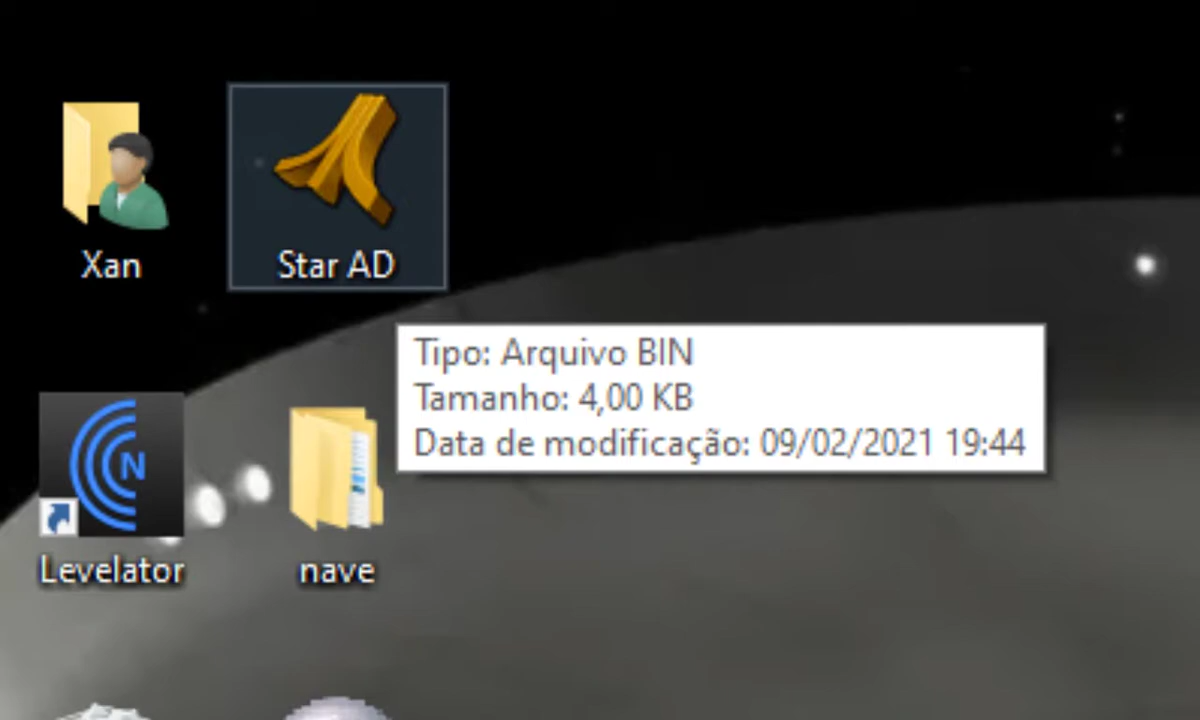 Xan
Star AD
Tipo: Arquivo BIN
Tamanho: 4,00 KB
Data de modificação: 09/02/2021 19:44
N
Levelator
nave